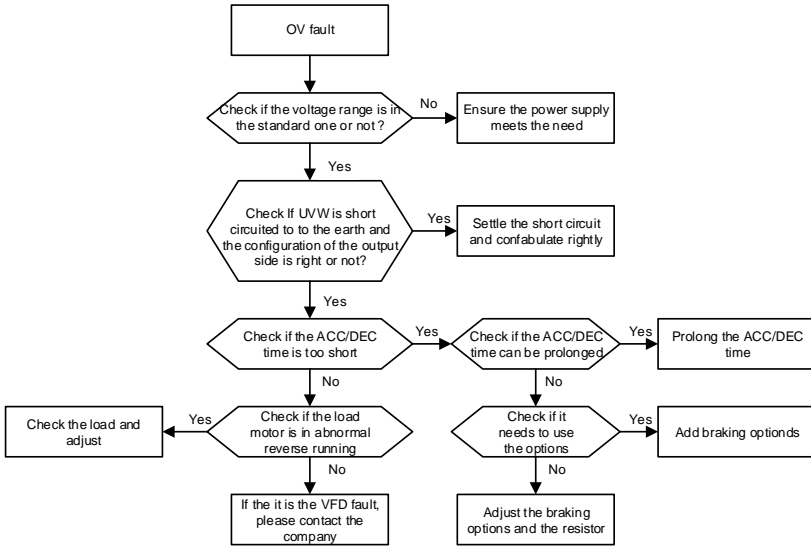 OV fault
Check if the voltage range is in
the standard one or not ?
No
Ensure the power supply
meets the need
Yes
Check If UVW is short
circuited to to the earth and
the configuration of the output
side is right or not?
Yes
Settle the short circuit
and confabulate rightly
Yes
Check if the ACC/DEC
time is too short
Yes
Check if the ACC/DEC
time can be prolonged
Yes
Prolong the ACC/DEC
time
No
No
Check the load and
adjust
Yes
Check if the load
motor is in abnormal
reverse running
Check if it
needs to use
the options
Yes
Add braking optionds
No
No
If the it is the VFD fault,
please contact the
company
Adjust the braking
options and the resistor